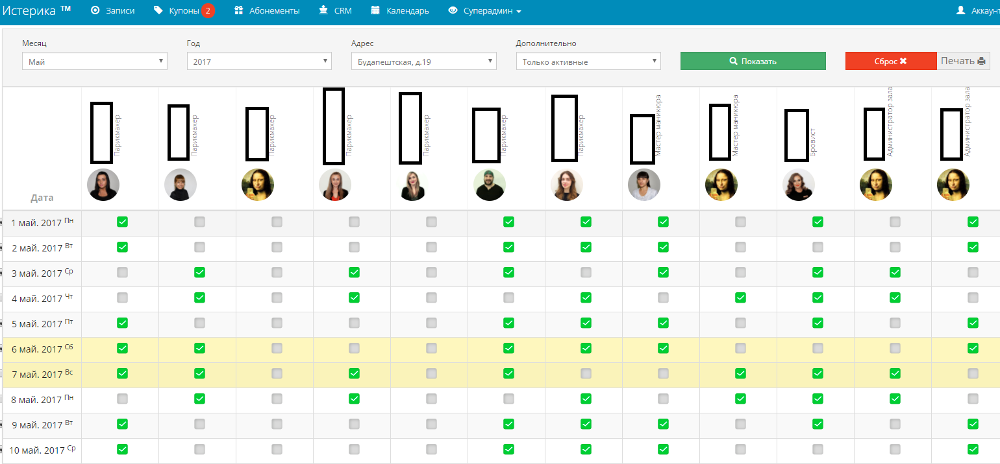 Истерика ™ Записи Купоны 2 Абонементы CRM Календарь Суперадмин Аккаунт
Месяц Год Адрес Дополнительно
Май 2017 Будапештская, д.19 Только активные Показать Сброс Печать
Парикмахер
Парикмахер
Парикмахер
Парикмахер
Парикмахер
Парикмахер
Парикмахер
Мастер маникюра
Мастер маникюра
Бровист
Администратор зала
Администратор зала
Дата
1 май. 2017 Пн
2 май. 2017 Вт
3 май. 2017 Ср
4 май. 2017 Чт
5 май. 2017 Пт
6 май. 2017 Сб
7 май. 2017 Вс
8 май. 2017 Пн
9 май. 2017 Вт
10 май. 2017 Ср